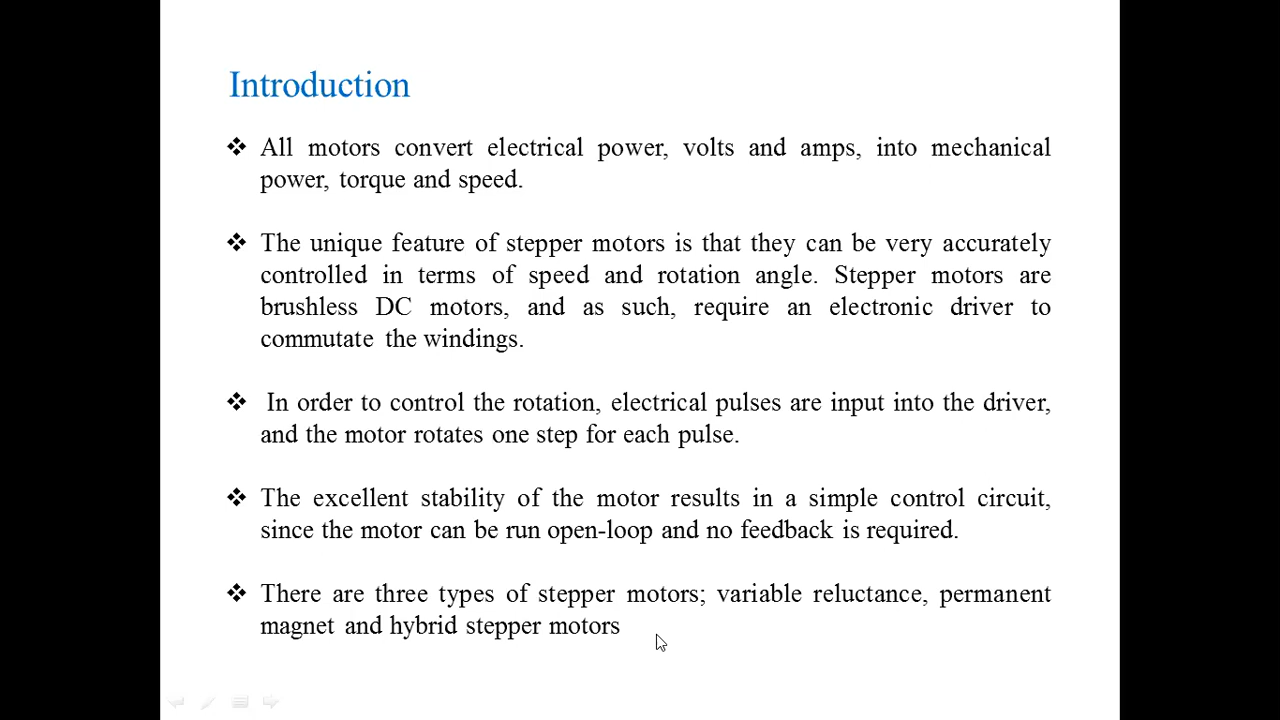 Introduction
❖ All motors convert electrical power, volts and amps, into mechanical
power, torque and speed.
❖ The unique feature of stepper motors is that they can be very accurately
controlled in terms of speed and rotation angle. Stepper motors are
brushless DC motors, and as such, require an electronic driver to
commutate the windings.
❖ In order to control the rotation, electrical pulses are input into the driver,
and the motor rotates one step for each pulse.
❖ The excellent stability of the motor results in a simple control circuit,
since the motor can be run open-loop and no feedback is required.
❖ There are three types of stepper motors; variable reluctance, permanent
magnet and hybrid stepper motors